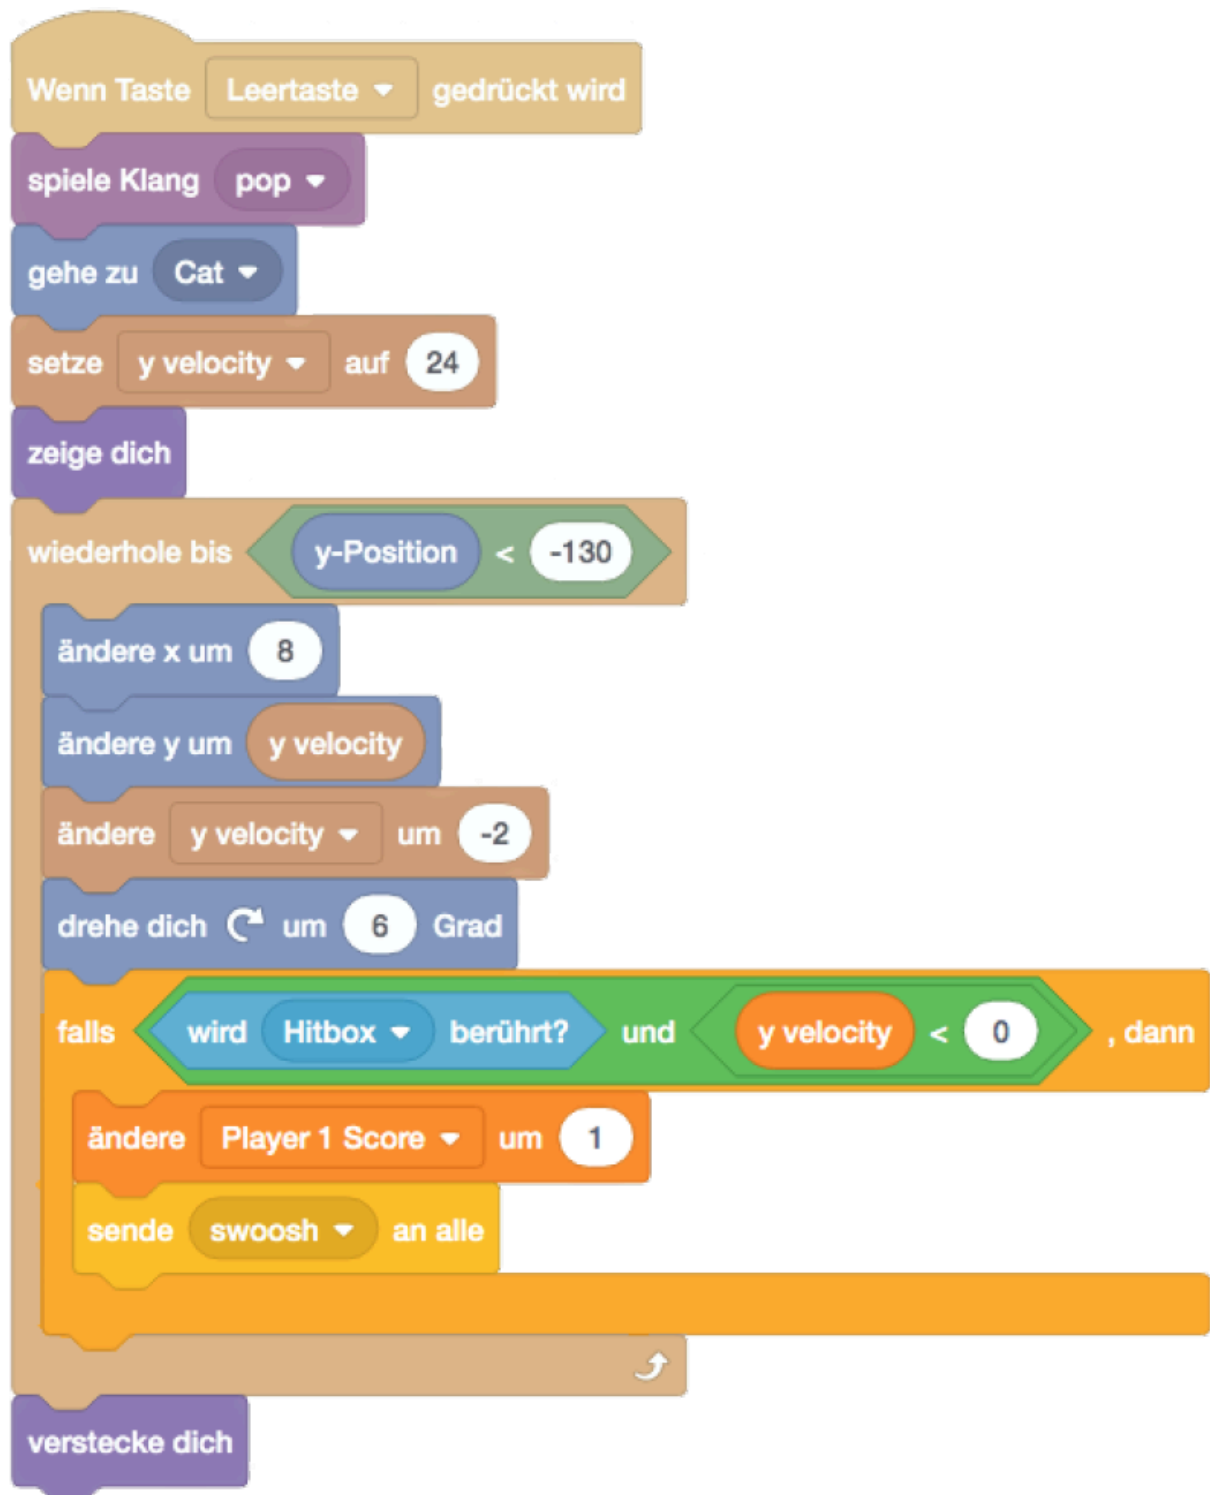 Wenn Taste Leertaste gedrückt wird
spiele Klang pop
gehe zu Cat
setze y velocity auf 24
zeige dich
wiederhole bis y-Position < -130
ändere x um 8
ändere y um y velocity
ändere y velocity um -2
drehe dich um 6 Grad
falls wird Hitbox berührt? und y velocity < 0 , dann
ändere Player 1 Score um 1
sende swoosh an alle
verstecke dich